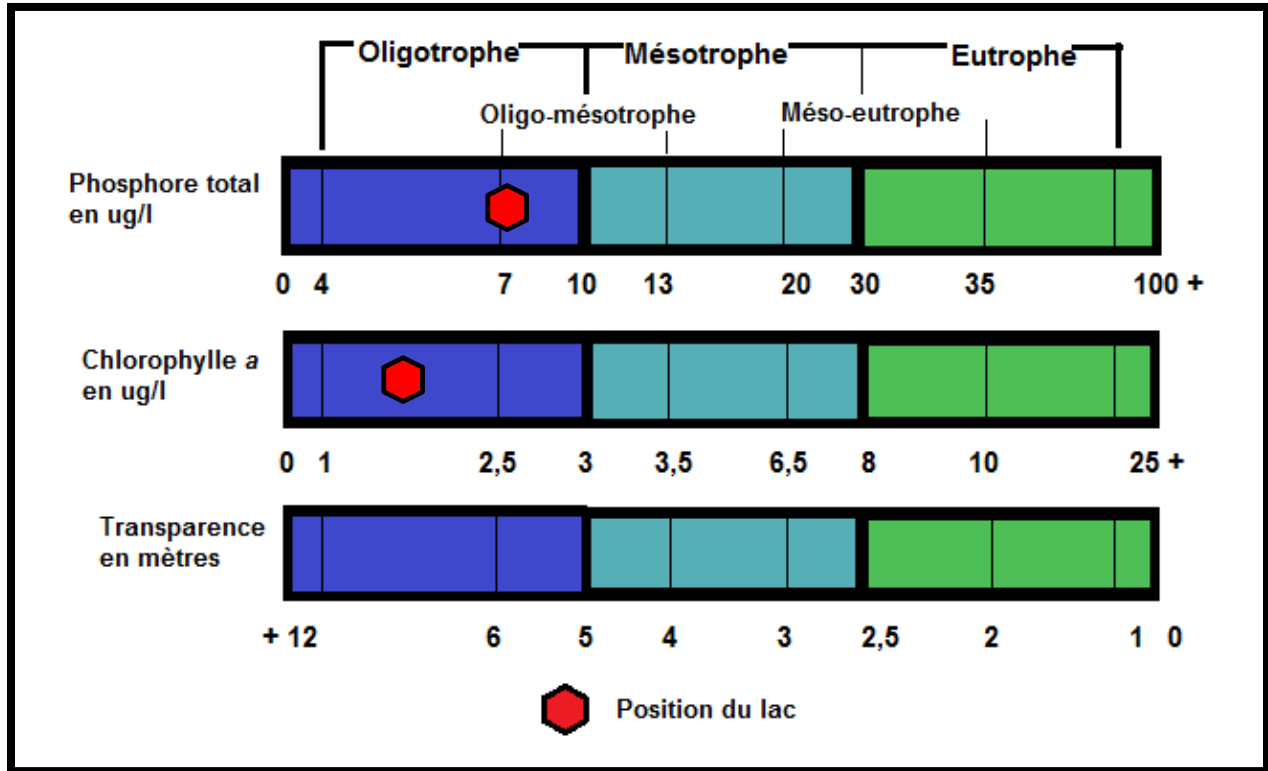 Oligotrophe Mésotrophe Eutrophe
Oligo-mésotrophe Méso-eutrophe
Phosphore total
en ug/l
0 4 7 10 13 20 30 35 100 +
Chlorophylle a
en ug/l
0 1 2,5 3 3,5 6,5 8 10 25 +
Transparence
en mètres
+ 12 6 5 4 3 2,5 2 1 0
Position du lac